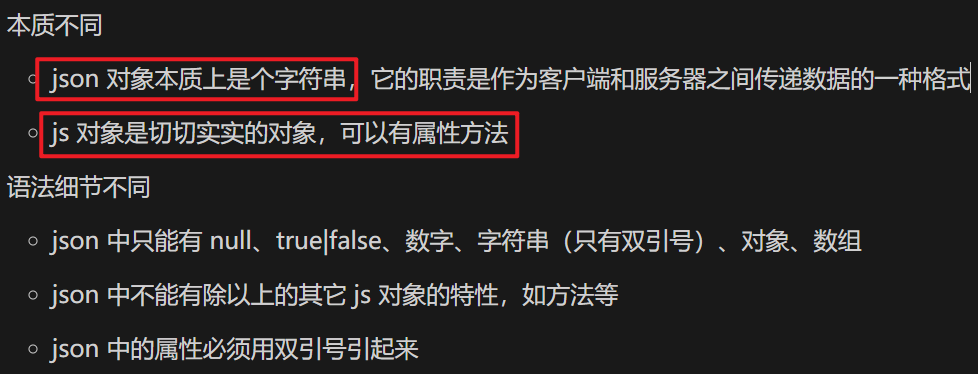 本质不同
json 对象本质上是个字符串，它的职责是作为客户端和服务器之间传递数据的一种格式
js 对象是切切实实的对象，可以有属性方法
语法细节不同
json 中只能有 null、true|false、数字、字符串（只有双引号）、对象、数组
json 中不能有除以上的其它 js 对象的特性，如方法等
json 中的属性必须用双引号引起来